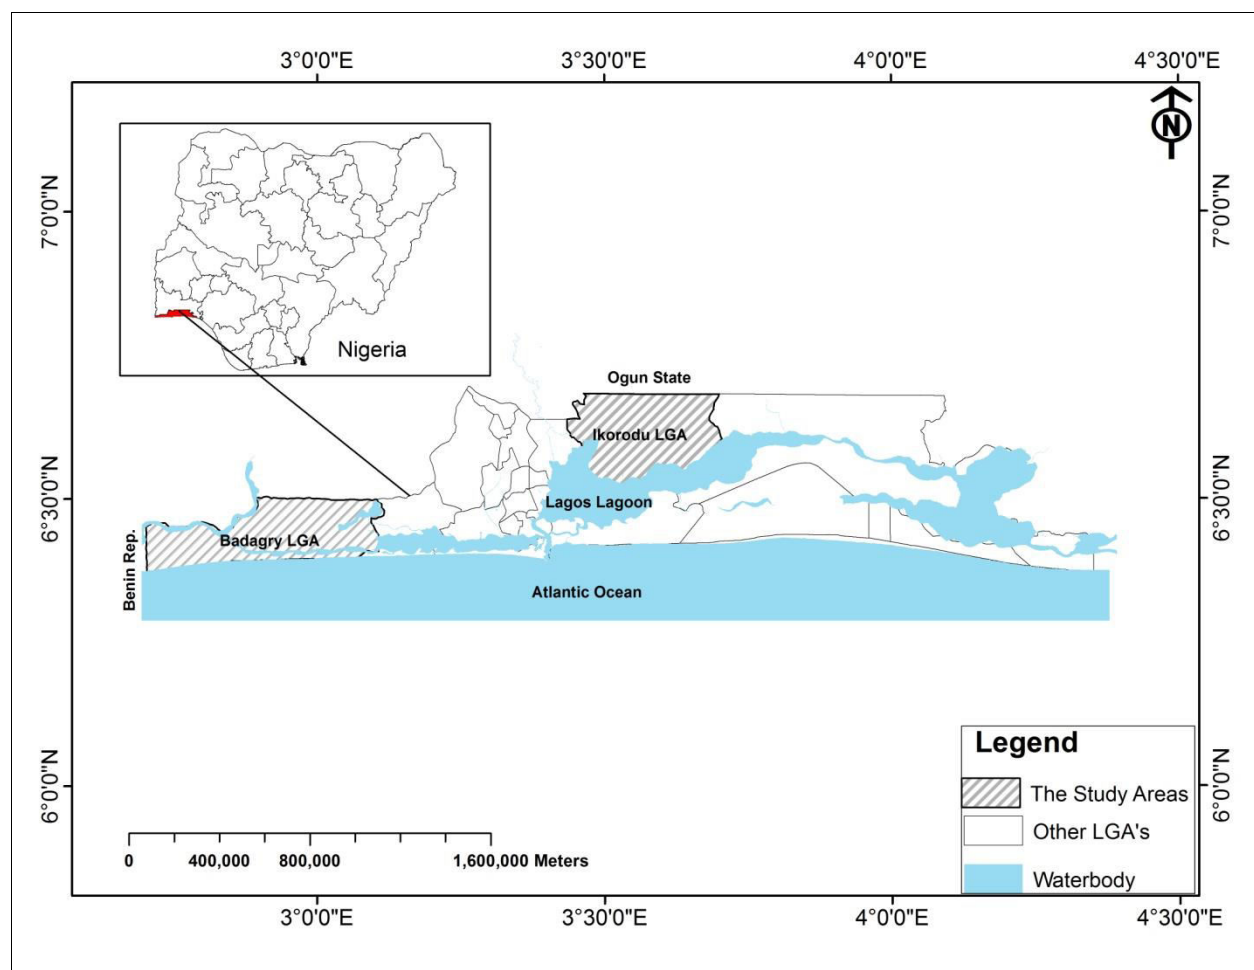 3°0'0"E
3°30'0"E
4°0'0"E
4°30'0"E
N
7°0'0"N
7°0'0"N
Nigeria
Ogun State
Ikorodu LGA
6°30'0"N
Lagos Lagoon
6°30'0"N
Badagry LGA
Benin Rep.
Atlantic Ocean
Legend
The Study Areas
Other LGA's
Waterbody
6°0'0"N
6°0'0"N
0 400,000 800,000 1,600,000 Meters
3°0'0"E
3°30'0"E
4°0'0"E
4°30'0"E